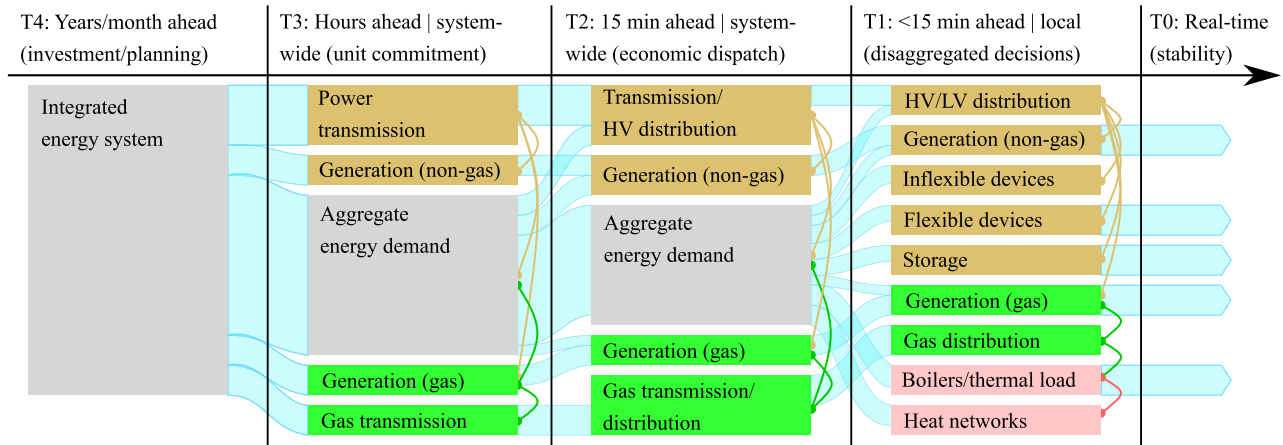 T4: Years/month ahead
(investment/planning)
T3: Hours ahead | system-
wide (unit commitment)
T2: 15 min ahead | system-
wide (economic dispatch)
T1: <15 min ahead | local
(disaggregated decisions)
T0: Real-time
(stability)
Integrated
energy system
Power
transmission
Generation (non-gas)
Aggregate
energy demand
Generation (gas)
Gas transmission
Transmission/
HV distribution
Generation (non-gas)
Aggregate
energy demand
Generation (gas)
Gas transmission/
distribution
HV/LV distribution
Generation (non-gas)
Inflexible devices
Flexible devices
Storage
Generation (gas)
Gas distribution
Boilers/thermal load
Heat networks